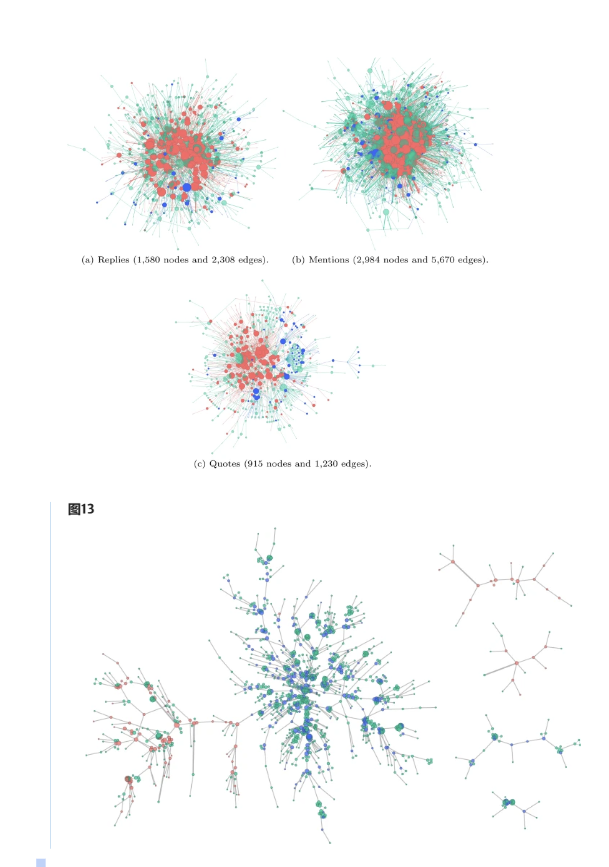 (a) Replies (1,580 nodes and 2,308 edges).
(b) Mentions (2,984 nodes and 5,670 edges).
(c) Quotes (915 nodes and 1,230 edges).
图13